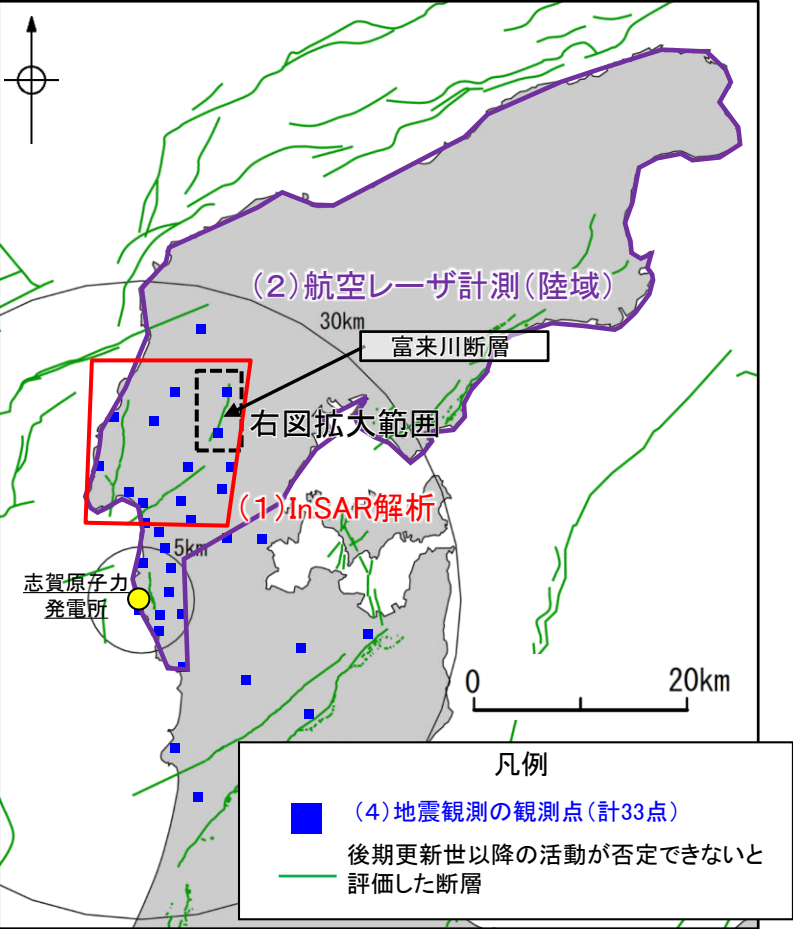 (2)航空レーザ計測(陸域)
30km
富来川断層
右図拡大範囲
(1)InSAR解析
5km
志賀原子力
発電所
0 20km
凡例
(4)地震観測の観測点(計33点)
後期更新世以降の活動が否定できないと
評価した断層